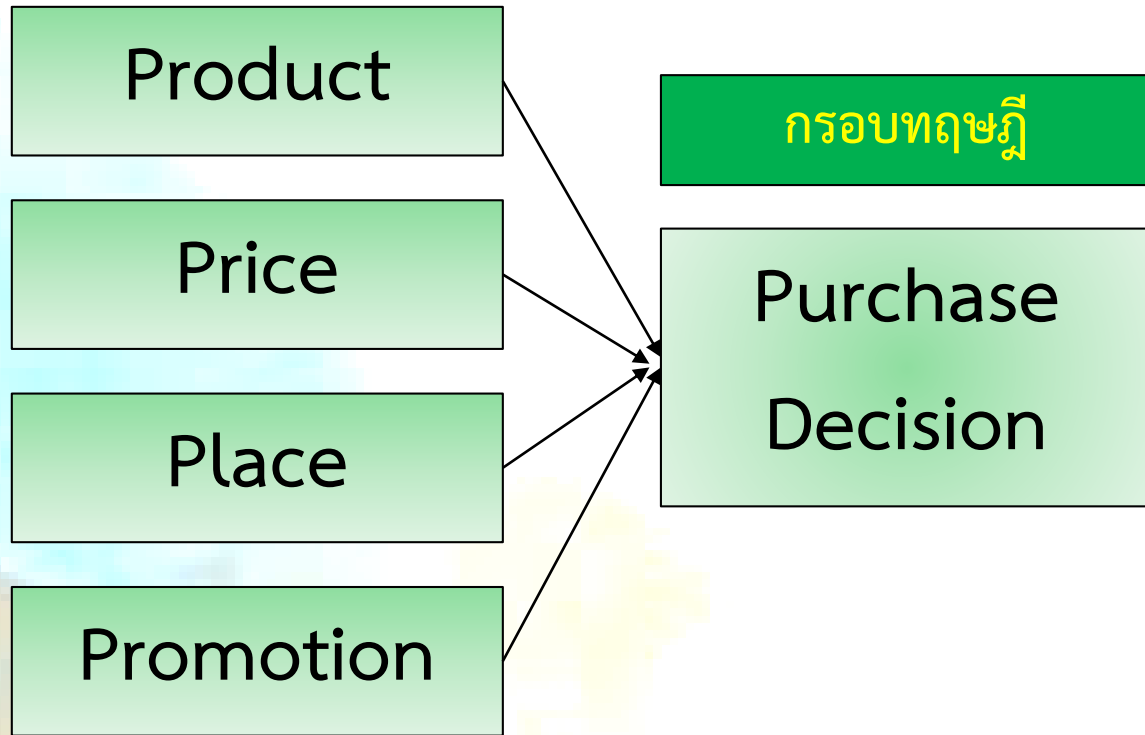 Product
Price
Place
Promotion
กรอบทฤษฎี
Purchase
Decision